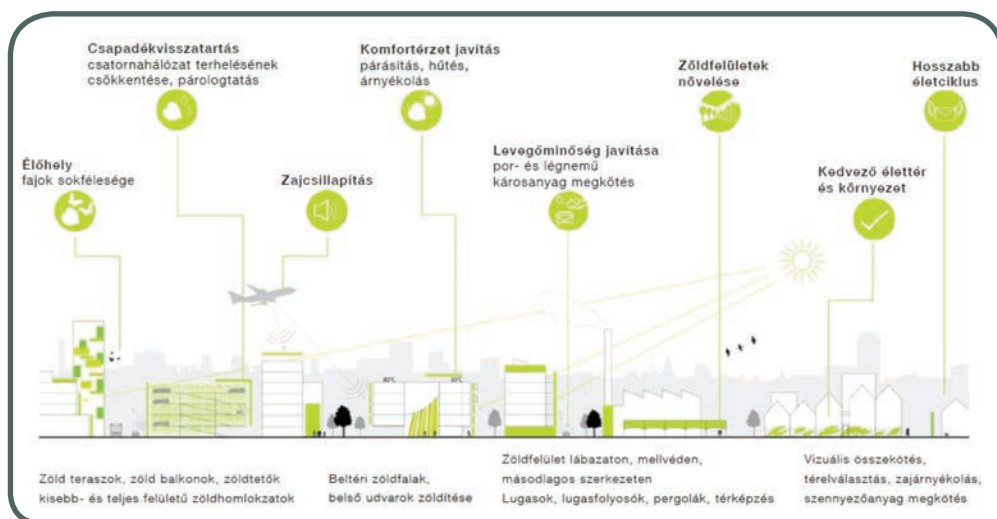 Csapadékvisszatartás
csatornahálózat terhelésének
csökkentése, párologtatás
Komfortérzet javítás
párásítás, hűtés,
árnyékolás
Zöldfelületek
növelése
Hosszabb
életciklus
Élőhely
fajok sokfélesége
Zajcsillapítás
Levegőminőség javítása
por- és légnemű
károsanyag megkötés
Kedvező élettér
és környezet
Zöld teraszok, zöld balkonok, zöldtetők
kisebb- és teljes felületű zöldhomlokzatok
Beltéri zöldfalak,
belső udvarok zöldítése
Zöldfelület lábazaton, mellvéden,
másodlagos szerkezeten
Lugasok, lugasfolyosók, pergolák, térképzés
Vizuális összekötés,
térelválasztás, zajárnyékolás,
szennyezőanyag megkötés